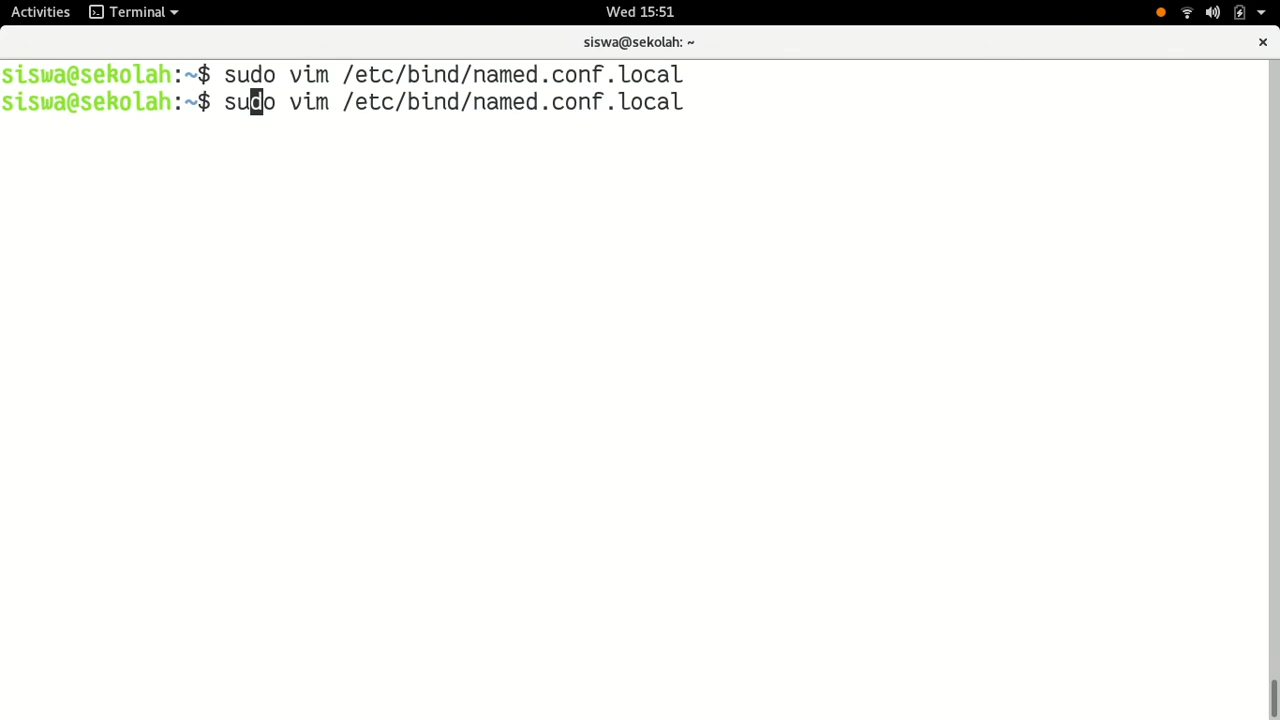 Activities Terminal Wed 15:51
siswa@sekolah: ~
siswa@sekolah:~$ sudo vim /etc/bind/named.conf.local
siswa@sekolah:~$ sudo vim /etc/bind/named.conf.local